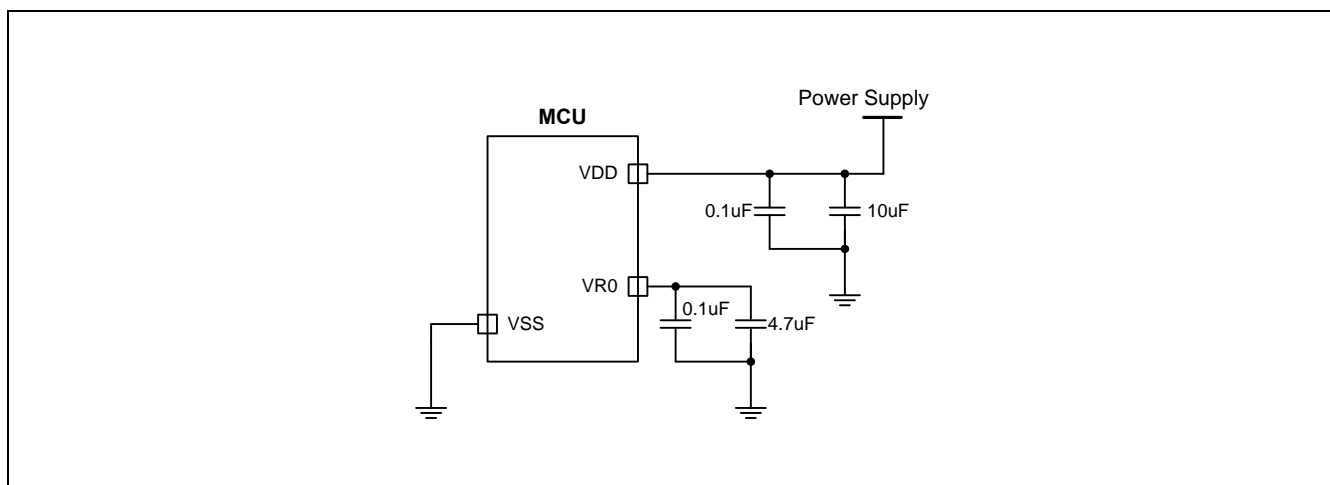 Power Supply
MCU
VDD
0.1uF
10uF
VR0
0.1uF
4.7uF
VSS